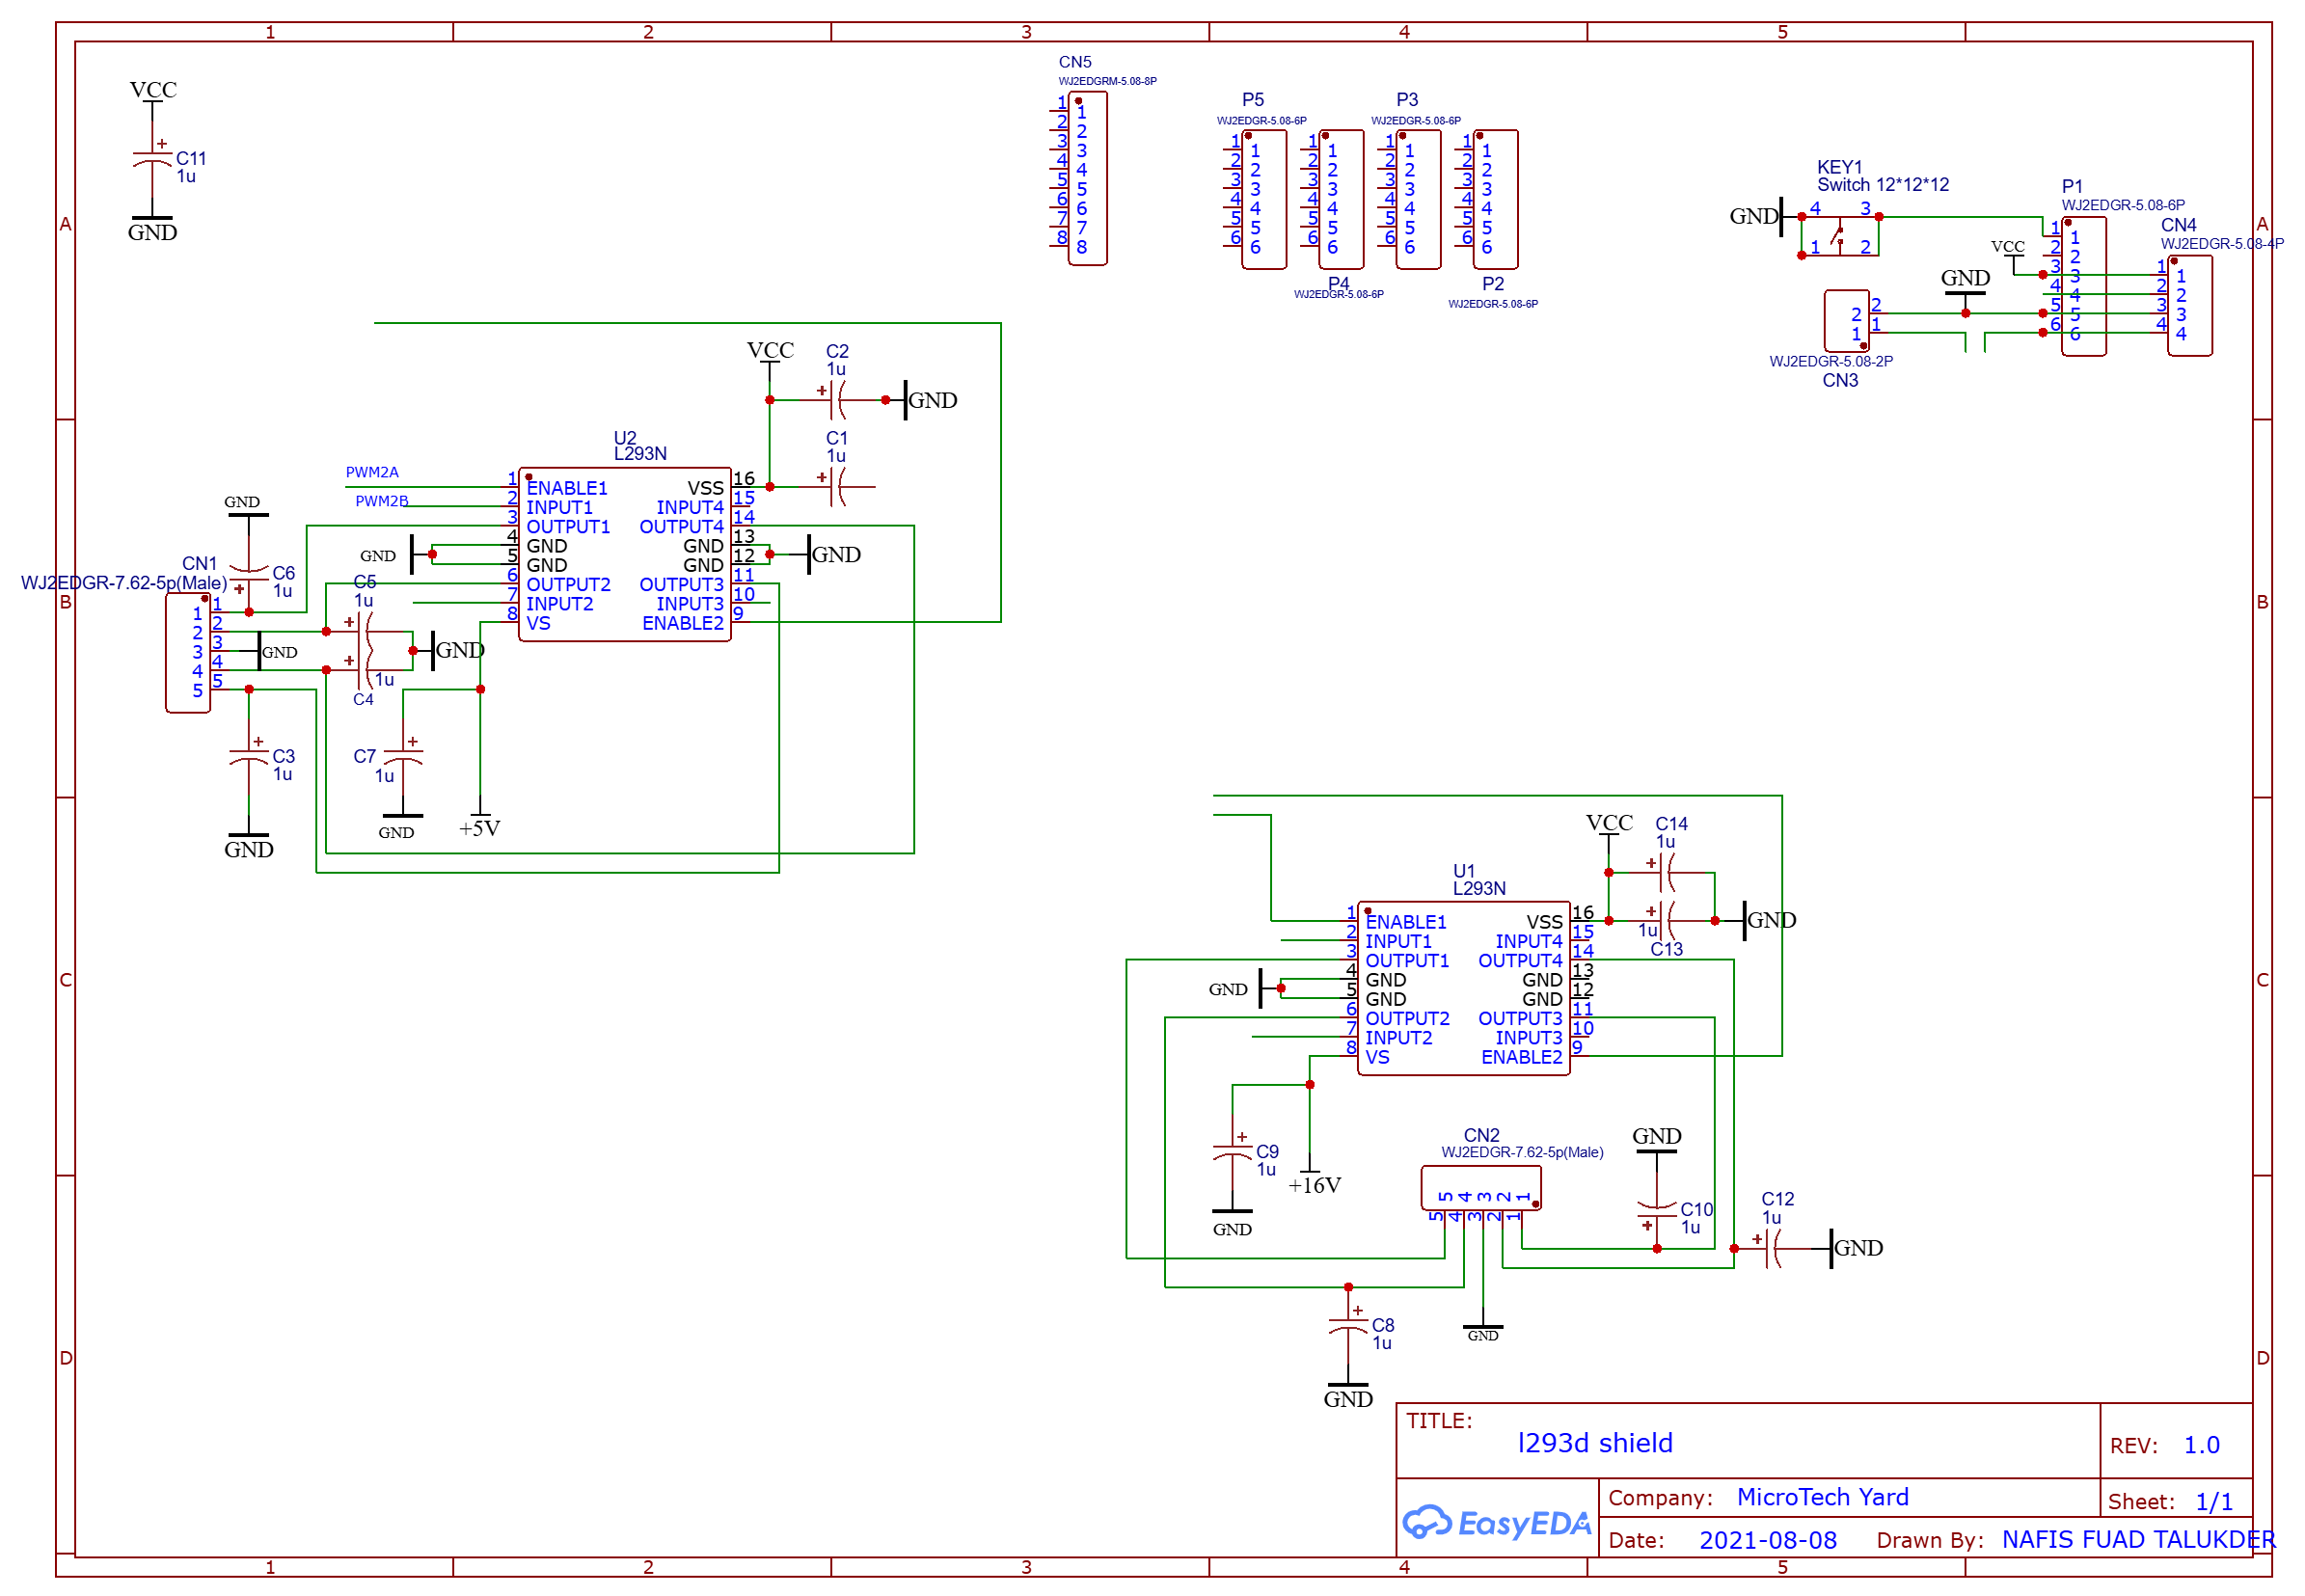 1 2 3 4 5
A
B
C
D
A
B
C
D
1 2 3 4 5
VCC
C11
1u
GND
CN5
WJ2EDGRM-5.08-8P
1 1
2 2
3 3
4 4
5 5
6 6
7 7
8 8
P5
WJ2EDGR-5.08-6P
1 1
2 2
3 3
4 4
5 5
6 6
1 1
2 2
3 3
4 4
5 5
6 6
P4
WJ2EDGR-5.08-6P
P3
WJ2EDGR-5.08-6P
1 1
2 2
3 3
4 4
5 5
6 6
1 1
2 2
3 3
4 4
5 5
6 6
P2
WJ2EDGR-5.08-6P
KEY1
Switch 12*12*12
GND
4 3
1 2
P1
WJ2EDGR-5.08-6P
1 1
2 2
3 3
4 4
5 5
6 6
CN4
WJ2EDGR-5.08-4P
1 1
2 2
3 3
4 4
VCC
GND
2 2
1 1
WJ2EDGR-5.08-2P
CN3
VCC
C2
1u
GND
C1
1u
U2
L293N
PWM2A
PWM2B
1 ENABLE1 VSS 16
2 INPUT1 INPUT4 15
3 OUTPUT1 OUTPUT4 14
4 GND GND 13
5 GND GND 12
6 OUTPUT2 OUTPUT3 11
7 INPUT2 INPUT3 10
8 VS ENABLE2 9
GND
GND
GND
C6
1u
CN1
WJ2EDGR-7.62-5p(Male)
1 1
2 2
3 3
4 4
5 5
GND
C5
1u
GND
1u
C4
C3
1u
GND
C7
1u
GND
+5V
VCC
C14
1u
GND
1u
C13
U1
L293N
1 ENABLE1 VSS 16
2 INPUT1 INPUT4 15
3 OUTPUT1 OUTPUT4 14
4 GND GND 13
5 GND GND 12
6 OUTPUT2 OUTPUT3 11
7 INPUT2 INPUT3 10
8 VS ENABLE2 9
GND
C9
1u
GND
+16V
CN2
WJ2EDGR-7.62-5p(Male)
5 4 3 2 1
5 4 3 2 1
GND
C10
1u
C12
1u
GND
C8
1u
GND
GND
TITLE:
l293d shield
REV: 1.0
EasyEDA
Company: MicroTech Yard
Sheet: 1/1
Date: 2021-08-08
Drawn By: NAFIS FUAD TALUKDER